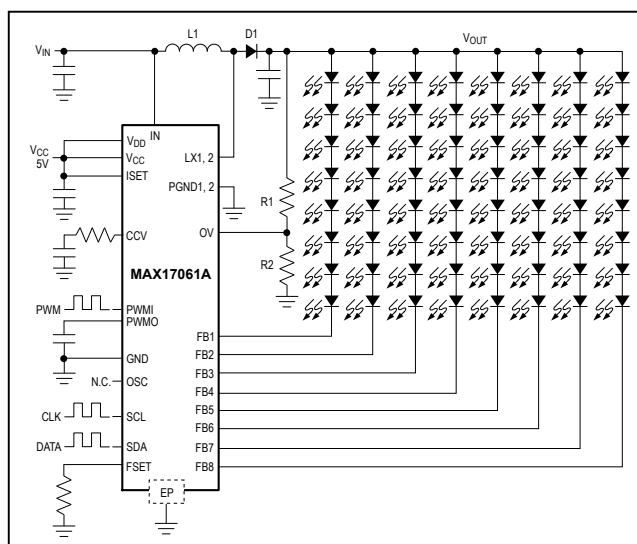 L1
D1
VIN
VOUT
IN
VDD
VCC
5V
VCC
LX1, 2
ISET
PGND1, 2
R1
CCV
OV
MAX17061A
R2
PWM
PWMI
PWMO
FB1
FB2
GND
FB3
N.C.
OSC
FB4
FB5
CLK
SCL
FB6
DATA
SDA
FB7
FSET
FB8
EP